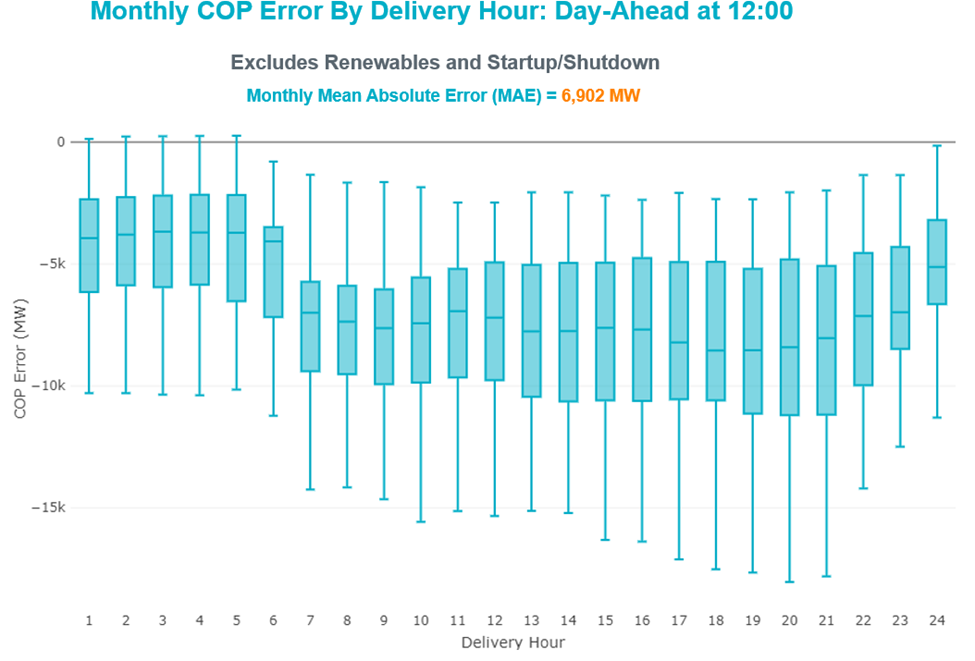 Monthly COP Error By Delivery Hour: Day-Ahead at 12:00
Excludes Renewables and Startup/Shutdown
Monthly Mean Absolute Error (MAE) = 6,902 MW
0
−5k
−10k
−15k
COP Error (MW)
1 2 3 4 5 6 7 8 9 10 11 12 13 14 15 16 17 18 19 20 21 22 23 24
Delivery Hour